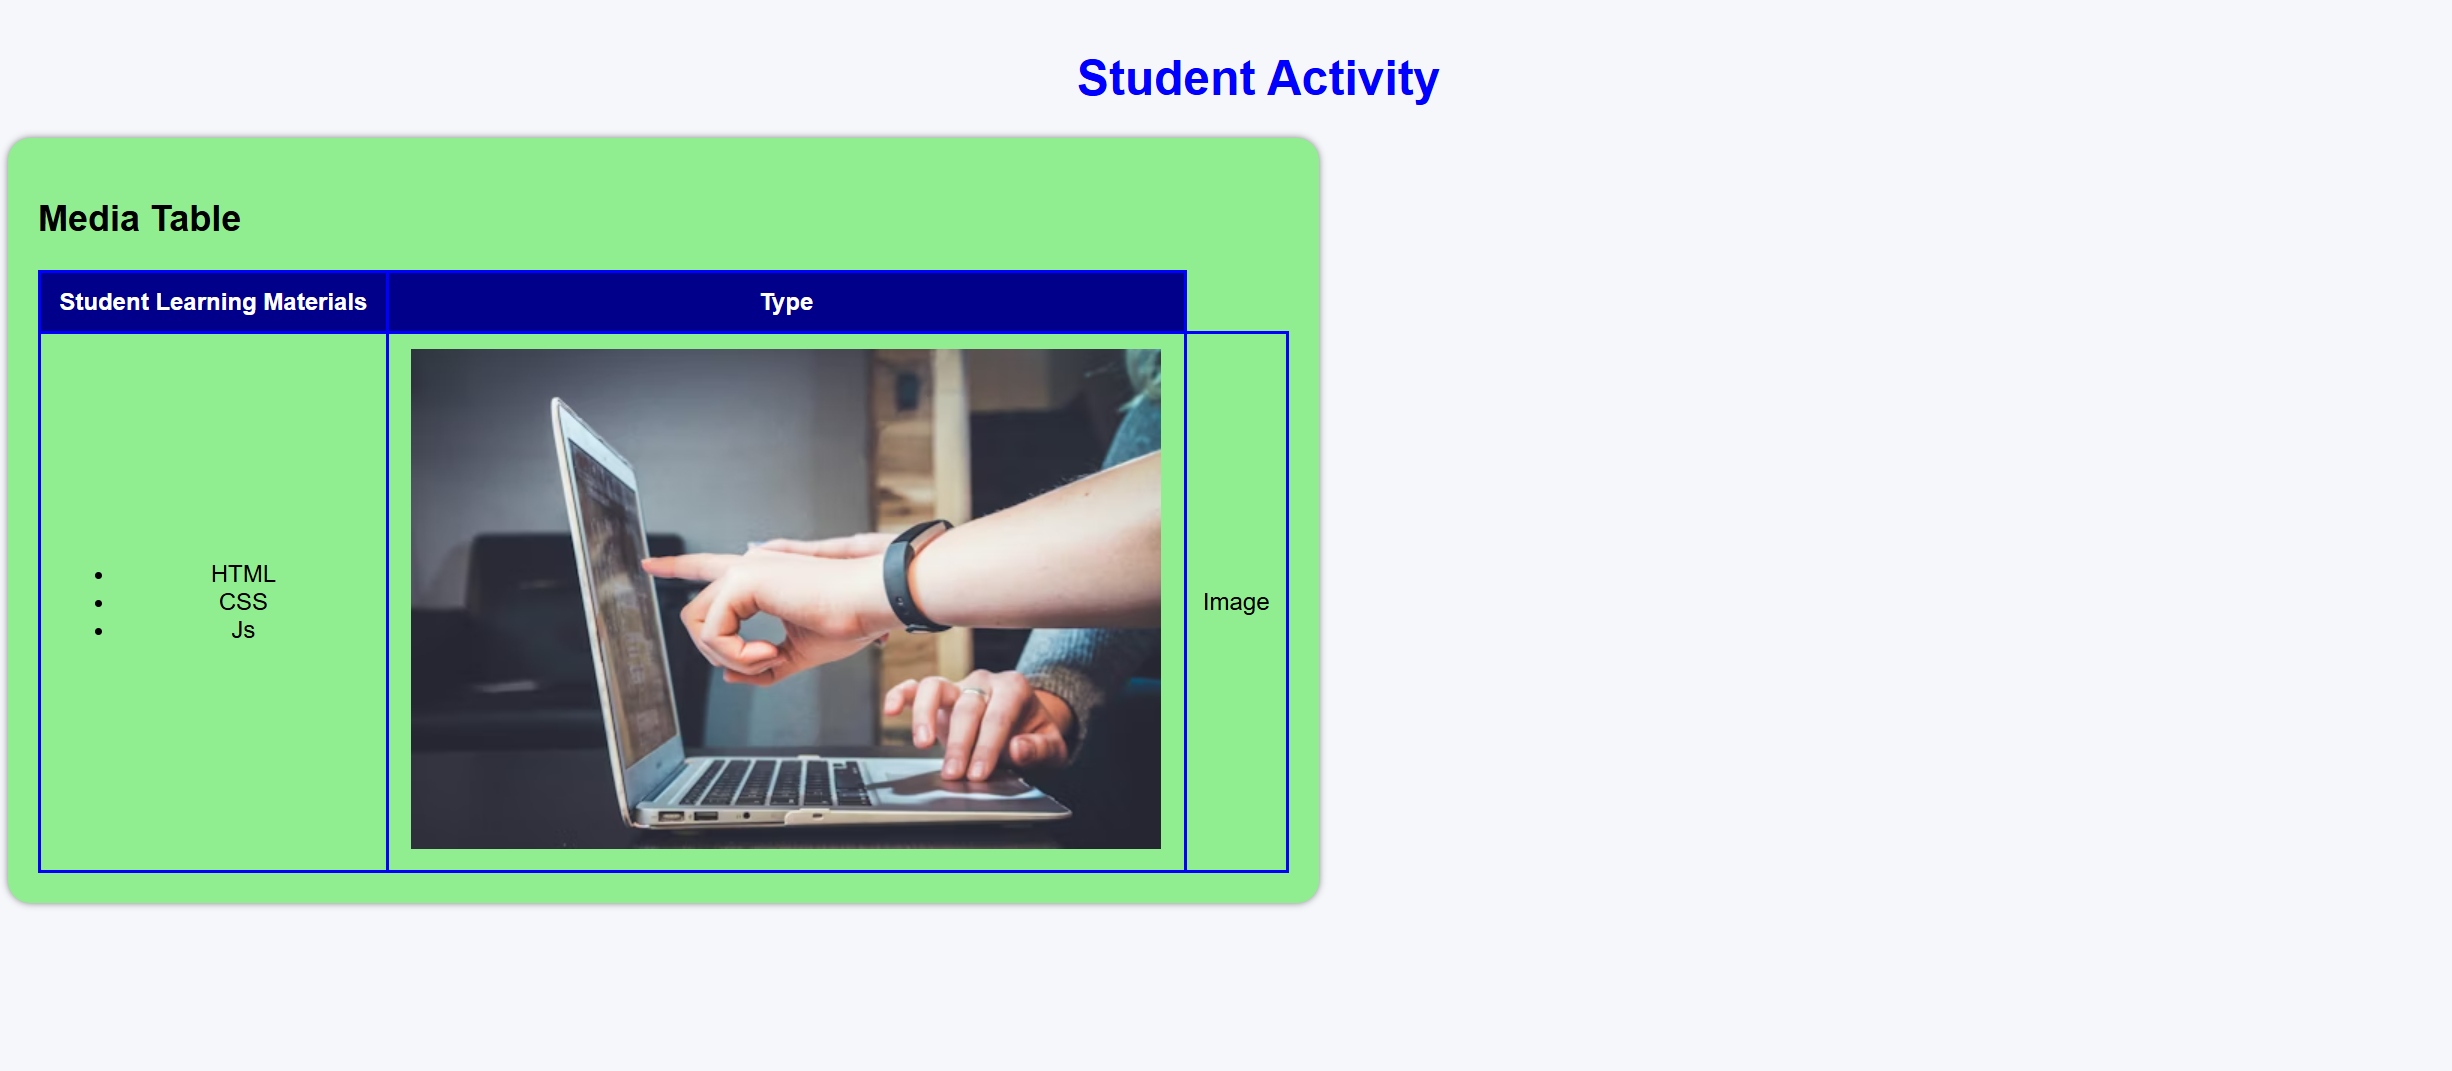 Student Activity
Media Table
Student Learning Materials
Type
HTML
CSS
Js
Image